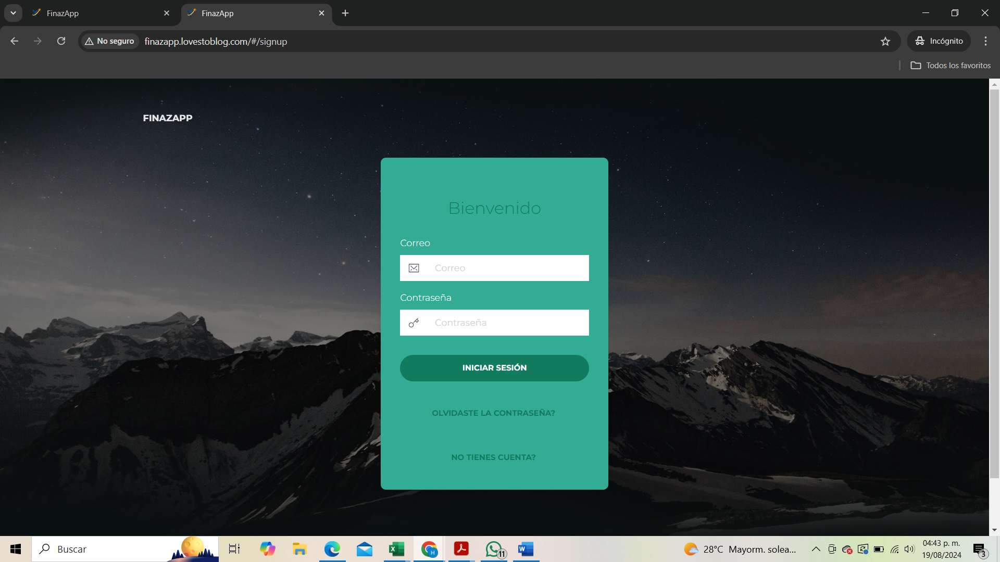 FinazApp
FinazApp
No seguro
finazapp.lovestoblog.com/#/signup
Incógnito
Todos los favoritos
FINAZAPP
Bienvenido
Correo
Correo
Contraseña
Contraseña
INICIAR SESIÓN
OLVIDASTE LA CONTRASEÑA?
NO TIENES CUENTA?
Buscar
11
28°C Mayorm. solea...
04:43 p. m.
19/08/2024
3